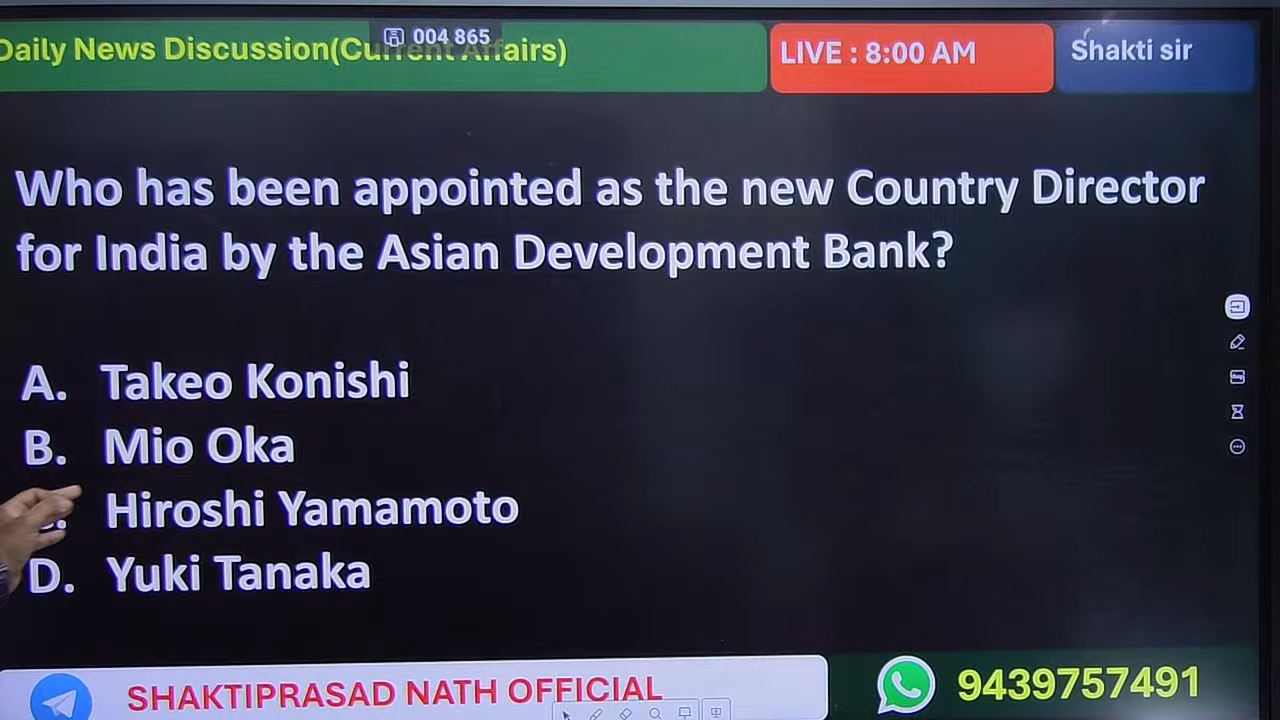 Daily News Discussion(Current Affairs)
004 865
LIVE : 8:00 AM
Shakti sir
Who has been appointed as the new Country Director
for India by the Asian Development Bank?
A. Takeo Konishi
B. Mio Oka
Hiroshi Yamamoto
D. Yuki Tanaka
SHAKTIPRASAD NATH OFFICIAL
9439757491